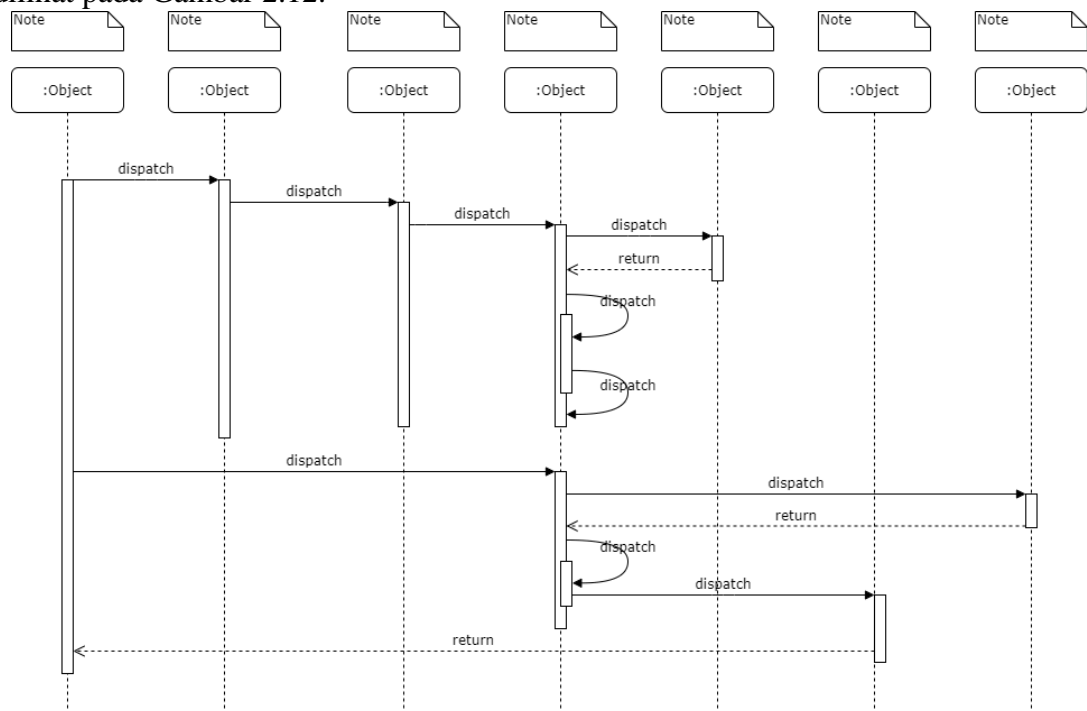 dilihat pada Gambar 2.12.
Note Note Note Note Note Note Note
:Object :Object :Object :Object :Object :Object :Object
dispatch
dispatch
dispatch
dispatch
return
dispatch
dispatch
dispatch
dispatch
return
dispatch
dispatch
return